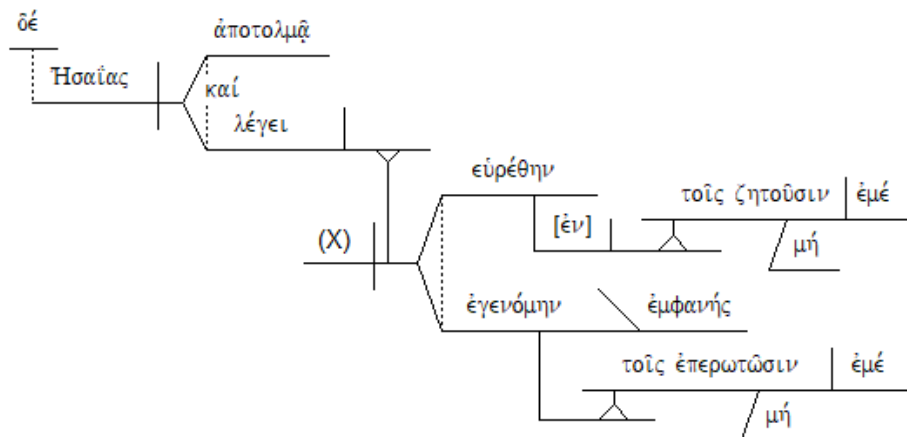 δέ
Ἠσαΐας
ἀποτολμᾷ
καί
λέγει
(X)
εὑρέθην
[ἐν]
τοῖς ζητοῦσιν ἐμέ
μή
ἐγενόμην ἐμφανής
τοῖς ἐπερωτῶσιν ἐμέ
μή